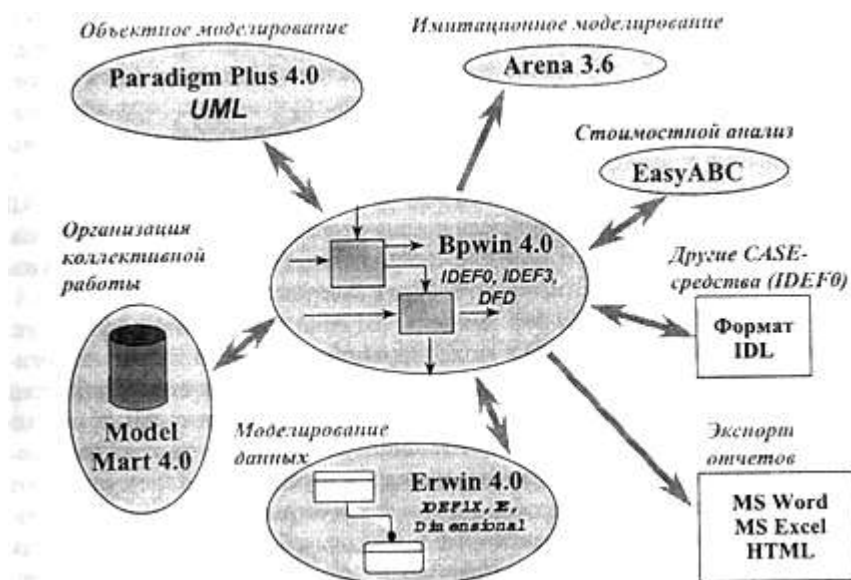 Объектное моделирование
Paradigm Plus 4.0
UML
Имитационное моделирование
Arena 3.6
Стоимостной анализ
EasyABC
Организация
коллективной
работы
Model
Mart 4.0
Bpwin 4.0
IDEF0, IDEF3,
DFD
Другие CASE-
средства (IDEF0)
Формат
IDL
Моделирование
данных
Erwin 4.0
IDEF1X, IE,
Dimensional
Экспорт
отчетов
MS Word
MS Excel
HTML